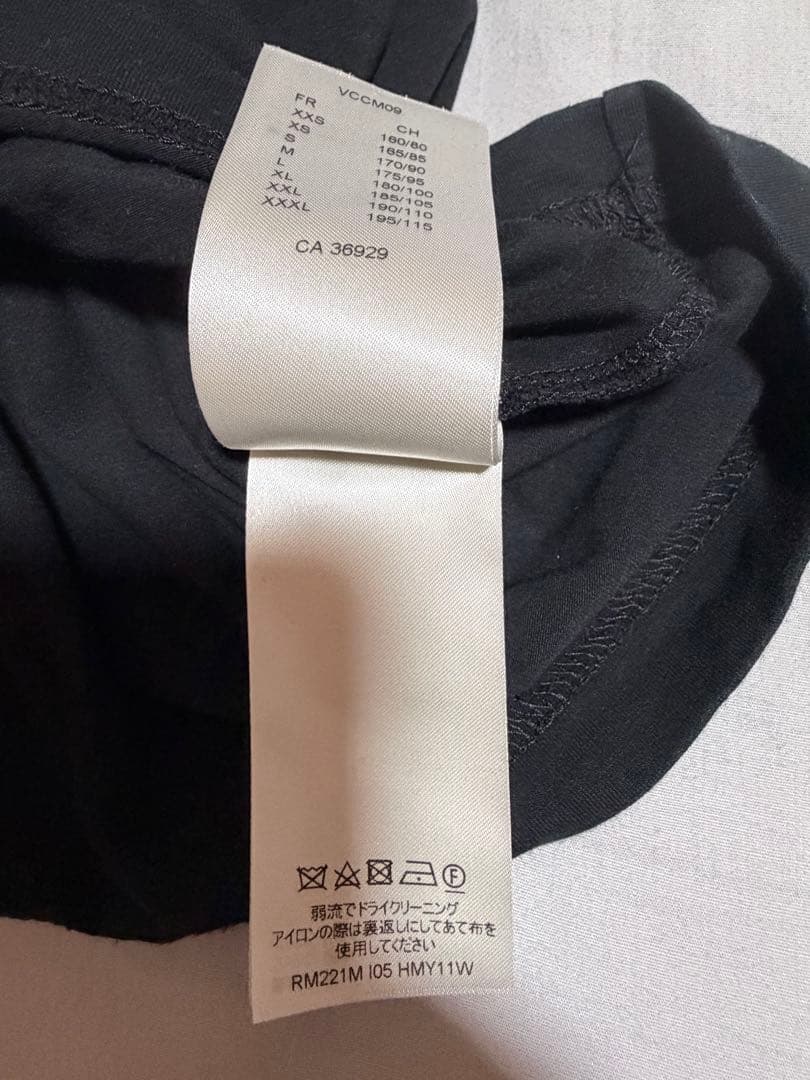 VCCM09
FR CH
XXS 160/80
XS 165/85
S 170/90
M 175/95
L 180/100
XL 185/105
XXL 190/110
XXXL 195/115
CA 36929
F
弱流でドライクリーニング
アイロンの際は裏返しにしてあて布を
使用してください
RM221M I05 HMY11W